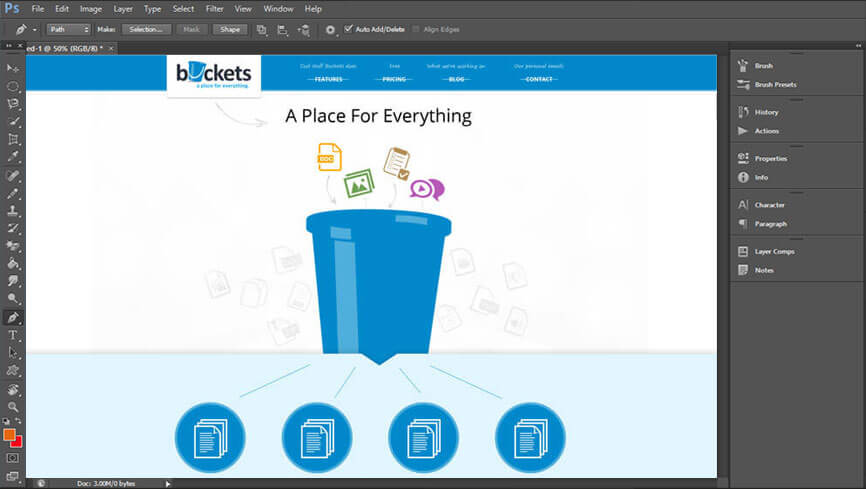 Ps File Edit Image Layer Type Select Filter View Window Help
Path Make: Selection... Mask Shape Auto Add/Delete Align Edges
ed-1 @ 50% (RGB/8) * ×
buckets
a place for everything.
Cool stuff Buckets does
FEATURES
Free
PRICING
What we're working on
BLOG
Our personal emails
CONTACT
A Place For Everything
DOC
Brush
Brush Presets
History
Actions
Properties
Info
Character
Paragraph
Layer Comps
Notes
Doc: 3.00M/0 bytes